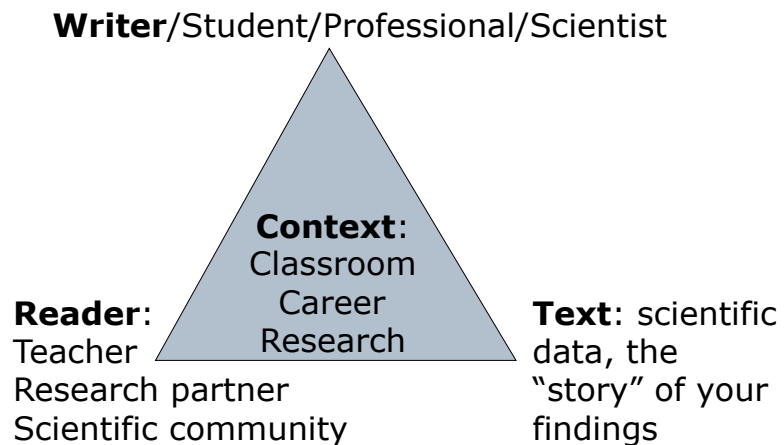 Writer/Student/Professional/Scientist
Context:
Classroom
Career
Research
Reader:
Teacher
Research partner
Scientific community
Text: scientific
data, the
“story” of your
findings